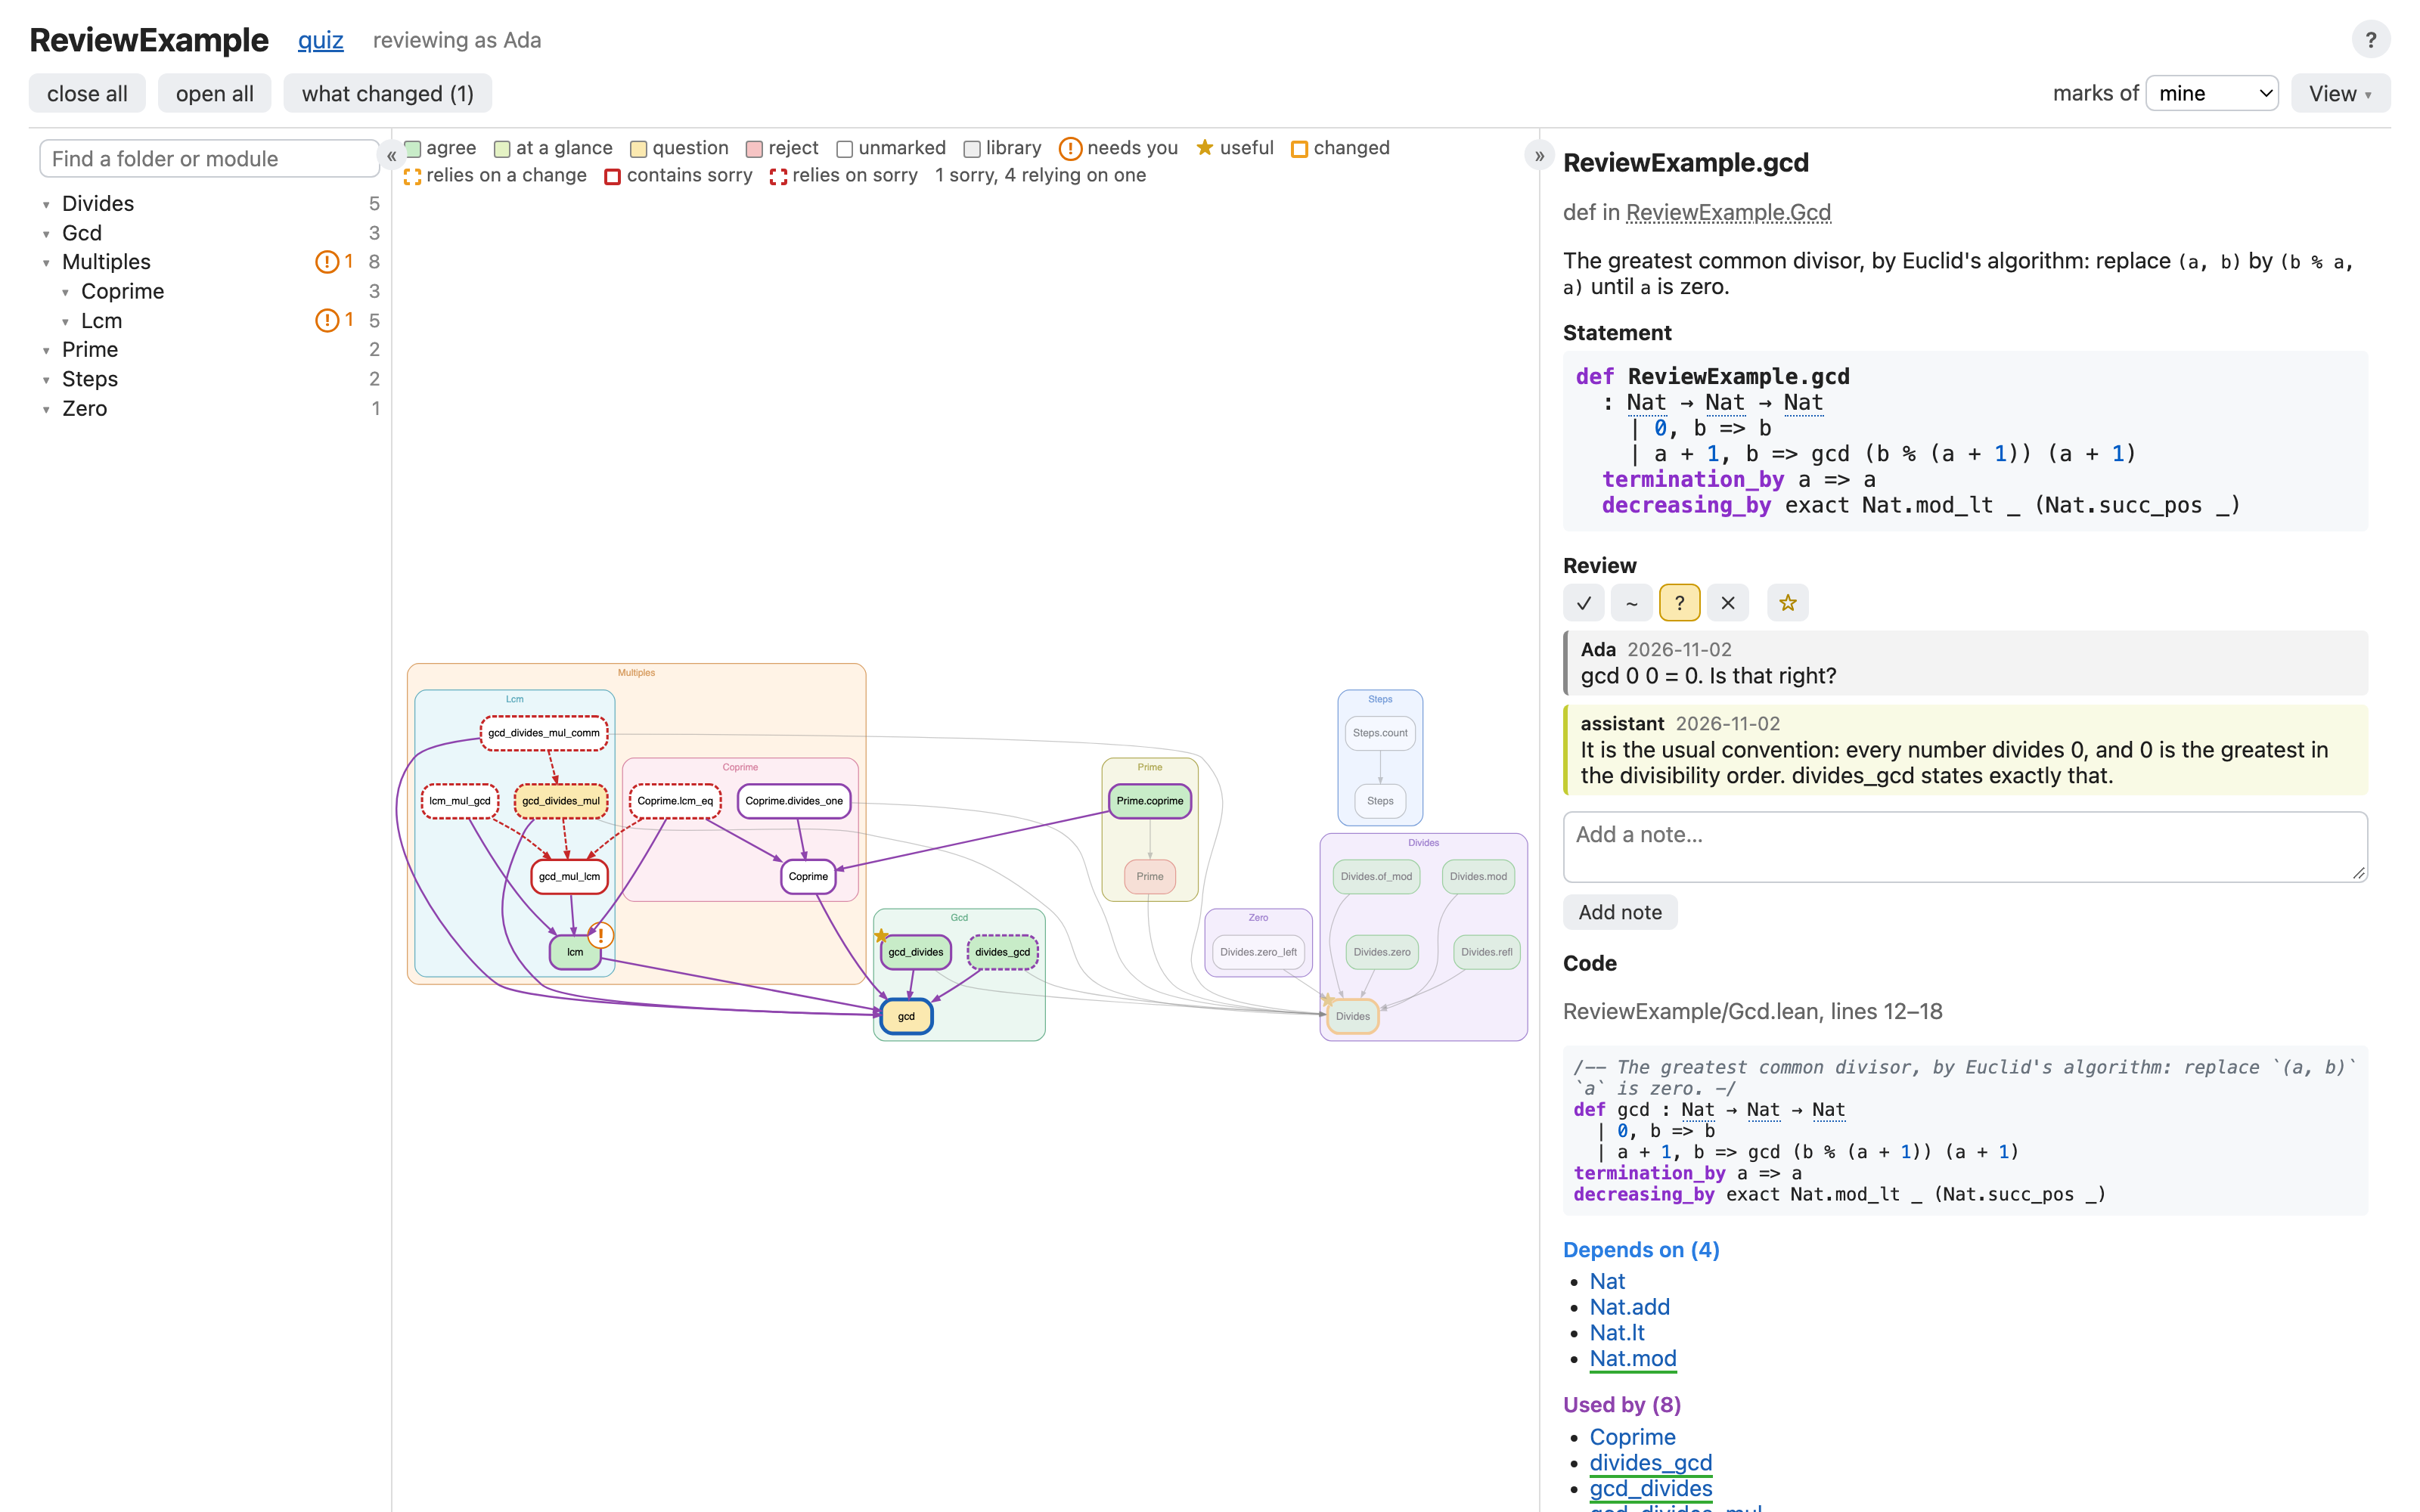 ReviewExample quiz reviewing as Ada ?
close all open all what changed (1) marks of mine View ▾
Find a folder or module
«
▾ Divides 5
▾ Gcd 3
▾ Multiples ! 1 8
▾ Coprime 3
▾ Lcm ! 1 5
▾ Prime 2
▾ Steps 2
▾ Zero 1
agree at a glance question reject unmarked library ! needs you ★ useful changed
relies on a change contains sorry relies on sorry 1 sorry, 4 relying on one
Multiples
Lcm
gcd_divides_mul_comm
lcm_mul_gcd
gcd_divides_mul
gcd_mul_lcm
lcm
!
Coprime
Coprime.lcm_eq
Coprime.divides_one
Coprime
Gcd
gcd_divides
divides_gcd
gcd
Prime
Prime.coprime
Prime
Zero
Divides.zero_left
Steps
Steps.count
Steps
Divides
Divides.of_mod
Divides.mod
Divides.zero
Divides.refl
Divides
»
ReviewExample.gcd
def in ReviewExample.Gcd
The greatest common divisor, by Euclid's algorithm: replace (a, b) by (b % a,
a) until a is zero.
Statement
def ReviewExample.gcd
: Nat → Nat → Nat
| 0, b => b
| a + 1, b => gcd (b % (a + 1)) (a + 1)
termination_by a => a
decreasing_by exact Nat.mod_lt _ (Nat.succ_pos _)
Review
✓ ~ ? ✕ ☆
Ada 2026-11-02
gcd 0 0 = 0. Is that right?
assistant 2026-11-02
It is the usual convention: every number divides 0, and 0 is the greatest in
the divisibility order. divides_gcd states exactly that.
Add a note...
Add note
Code
ReviewExample/Gcd.lean, lines 12–18
/-- The greatest common divisor, by Euclid's algorithm: replace `(a, b)`
`a` is zero. -/
def gcd : Nat → Nat → Nat
| 0, b => b
| a + 1, b => gcd (b % (a + 1)) (a + 1)
termination_by a => a
decreasing_by exact Nat.mod_lt _ (Nat.succ_pos _)
Depends on (4)
• Nat
• Nat.add
• Nat.lt
• Nat.mod
Used by (8)
• Coprime
• divides_gcd
• gcd_divides